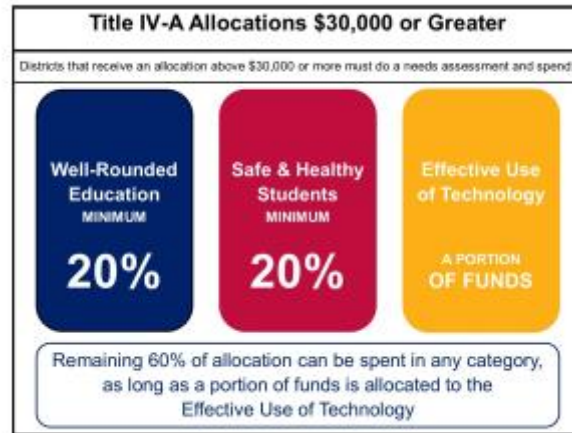 Title IV-A Allocations $30,000 or Greater
Districts that receive an allocation above $30,000 or more must do a needs assessment and spend:
Well-Rounded
Education
MINIMUM
20%
Safe & Healthy
Students
MINIMUM
20%
Effective Use
of Technology
A PORTION
OF FUNDS
Remaining 60% of allocation can be spent in any category,
as long as a portion of funds is allocated to the
Effective Use of Technology